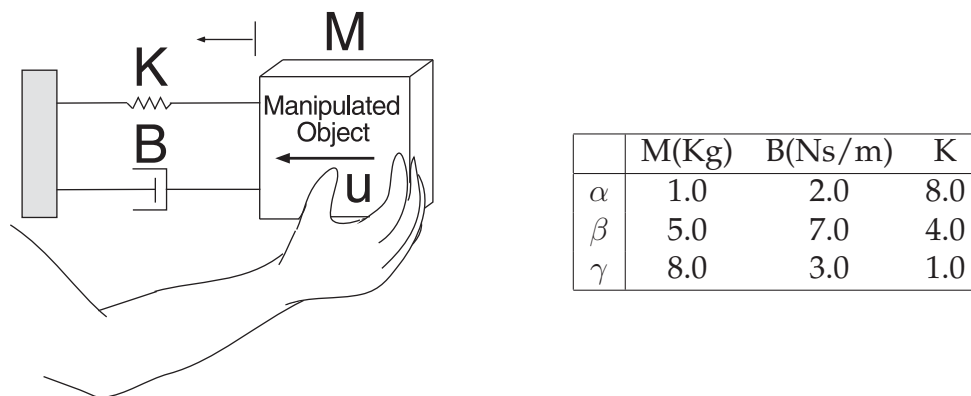 M
K
Manipulated
Object
B
u
M(Kg) B(Ns/m) K
α 1.0 2.0 8.0
β 5.0 7.0 4.0
γ 8.0 3.0 1.0